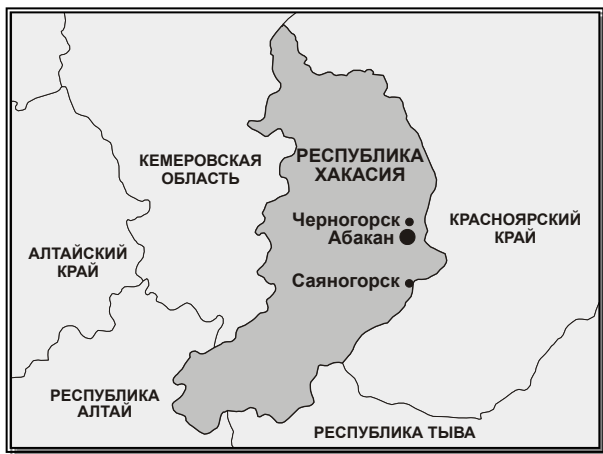 КЕМЕРОВСКАЯ
ОБЛАСТЬ
РЕСПУБЛИКА
ХАКАСИЯ
Черногорск
Абакан
КРАСНОЯРСКИЙ
КРАЙ
АЛТАЙСКИЙ
КРАЙ
Саяногорск
РЕСПУБЛИКА
АЛТАЙ
РЕСПУБЛИКА ТЫВА